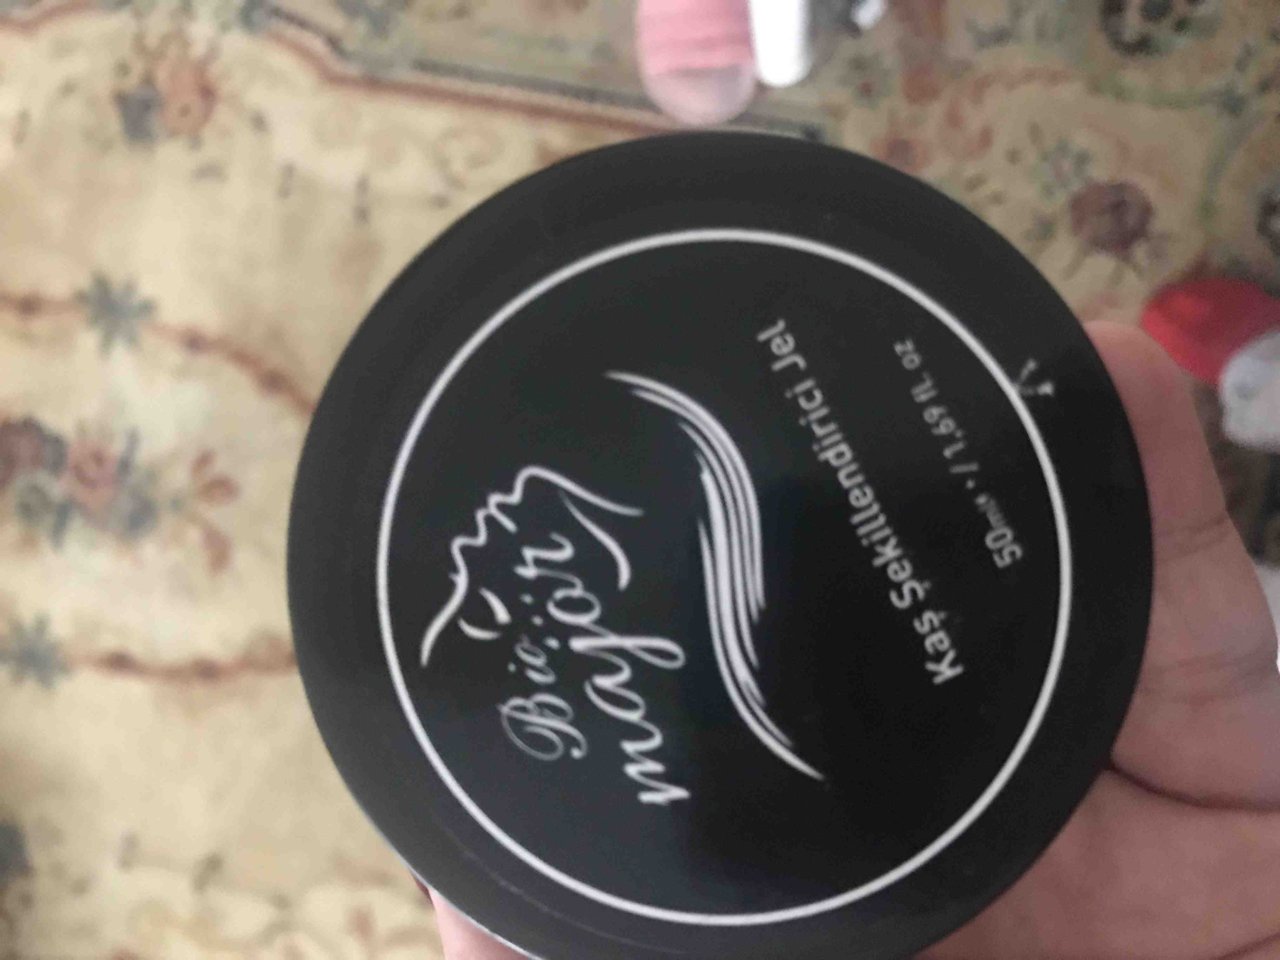 Bio
major
Kaş Şekillendirici Jel
50ml℮ / 1,69 fl. oz